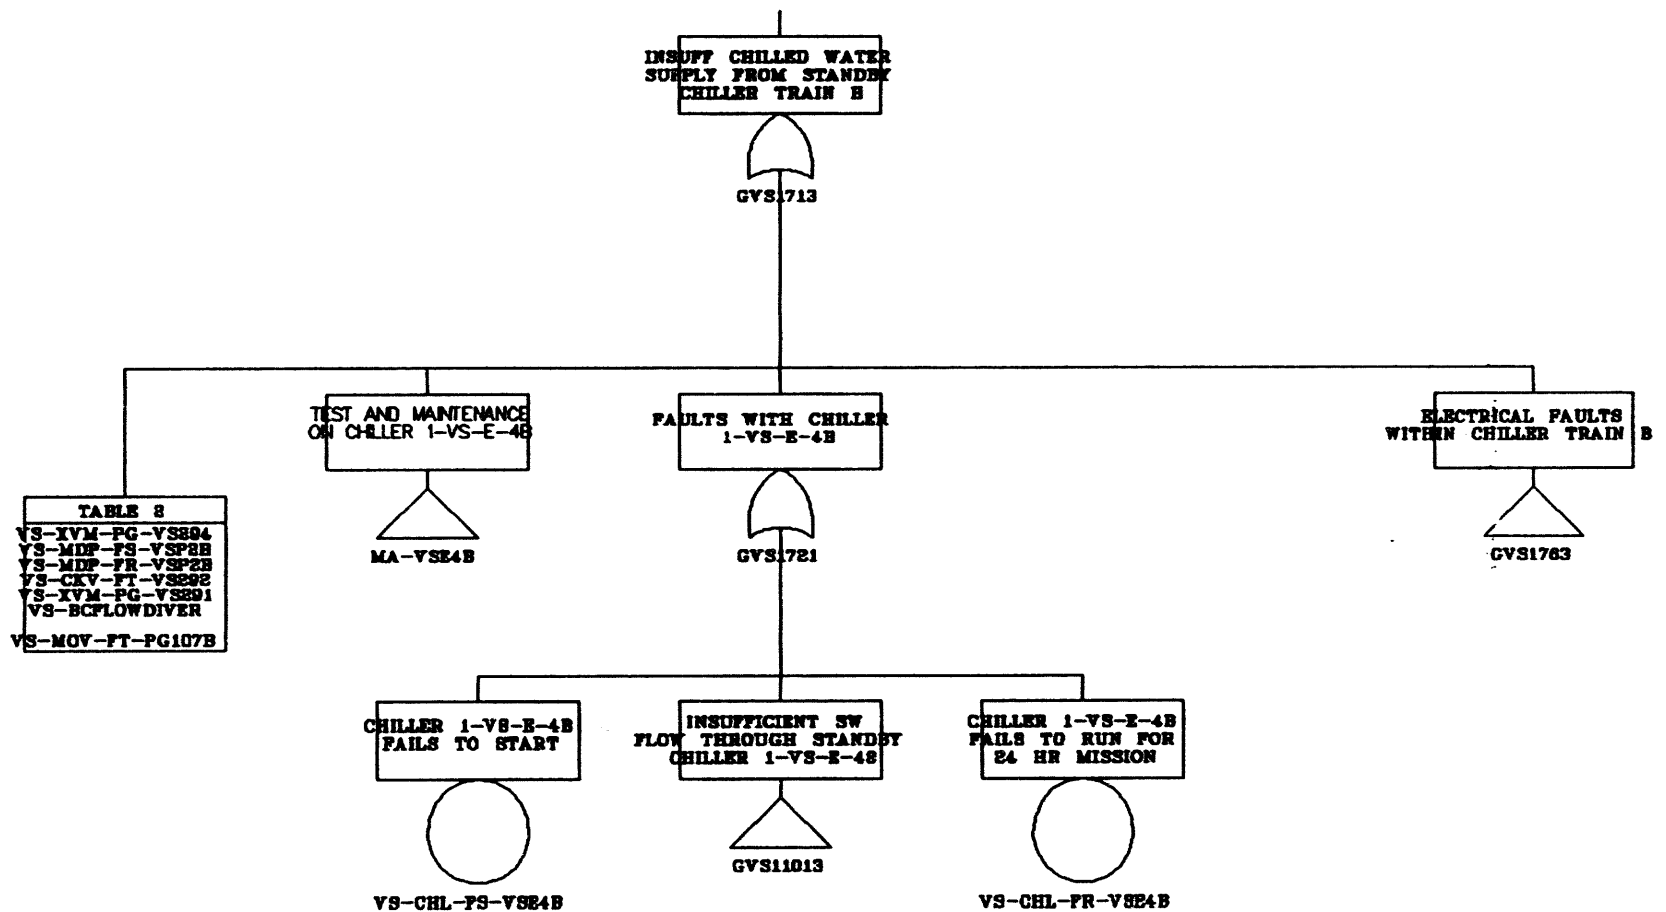 INSUFF CHILLED WATER
SUPPLY FROM STANDBY
CHILLER TRAIN B
GVS1713
TEST AND MAINTENANCE
ON CHILLER 1-VS-E-4B
MA-VSE4B
FAULTS WITH CHILLER
1-VS-E-4B
GVS1721
ELECTRICAL FAULTS
WITHIN CHILLER TRAIN B
GVS1763
TABLE 2
VS-XVM-PG-VS294
VS-MDP-FS-VSP2B
VS-MDP-FR-VSP2B
VS-CKV-FT-VS292
VS-XVM-PG-VS291
VS-BCFLOWDIVER
VS-MOV-FT-PG107B
CHILLER 1-VS-E-4B
FAILS TO START
VS-CHL-FS-VSE4B
INSUFFICIENT SW
FLOW THROUGH STANDBY
CHILLER 1-VS-E-4B
GVS11013
CHILLER 1-VS-E-4B
FAILS TO RUN FOR
24 HR MISSION
VS-CHL-FR-VSE4B